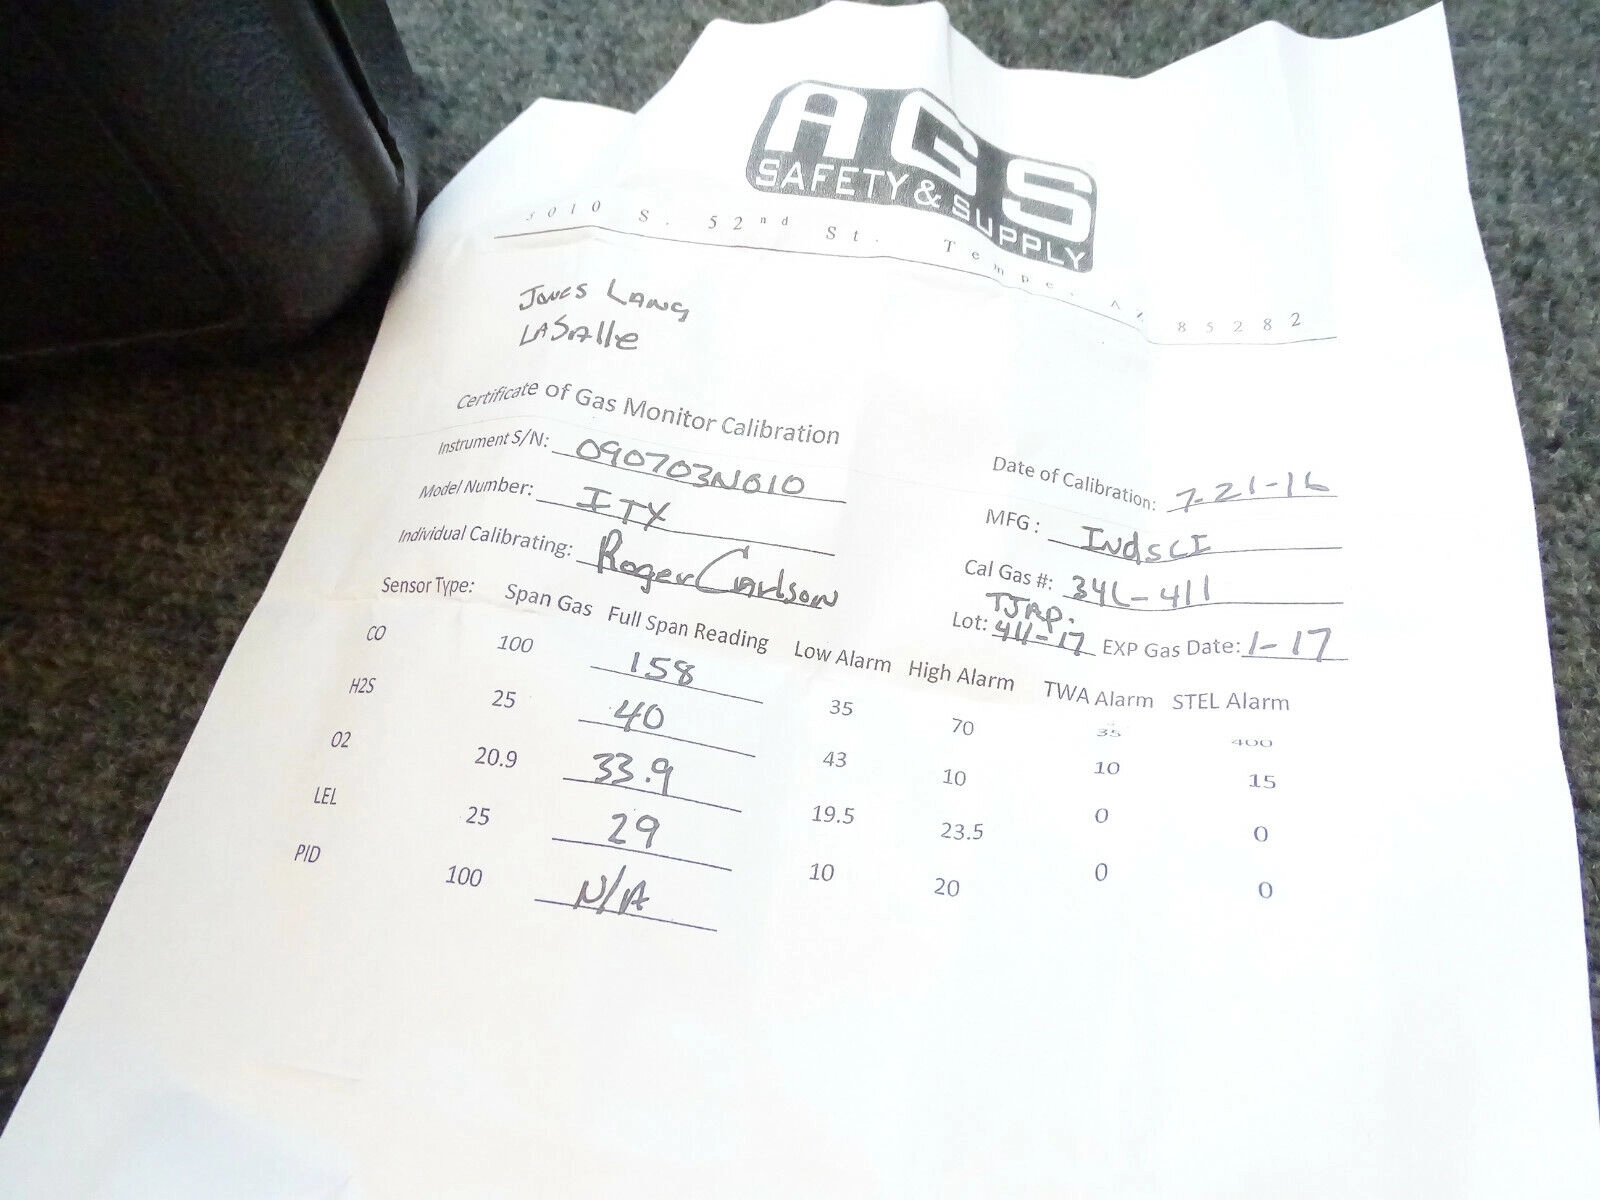 AGS
SAFETY & SUPPLY
3010 S. 52nd St. Tempe, AZ 85282
Jones Lang
LaSalle
Certificate of Gas Monitor Calibration
Instrument S/N: 090703N010
Date of Calibration: 7-21-16
Model Number: ITX
MFG: IndSCI
Individual Calibrating: Roger Carlson
Cal Gas #: 34L-411
Lot: 411-17 EXP Gas Date: 1-17
Sensor Type: Span Gas Full Span Reading Low Alarm High Alarm TWA Alarm STEL Alarm
CO 100 158 35 70 35 400
H2S 25 40 43 10 10 15
O2 20.9 33.9 19.5 23.5 0 0
LEL 25 29 10 20 0 0
PID 100 N/A